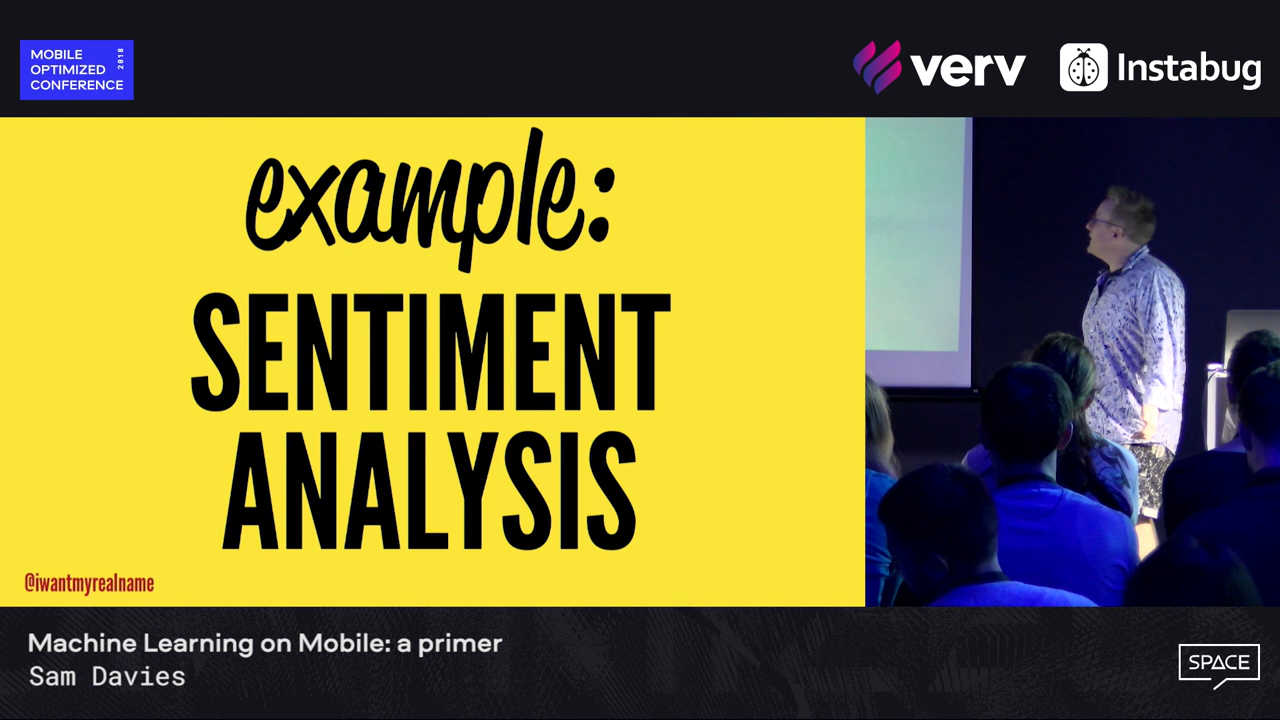 MOBILE
OPTIMIZED
CONFERENCE
2018
verv
Instabug
example:
SENTIMENT
ANALYSIS
@iwantmyrealname
Machine Learning on Mobile: a primer
Sam Davies
SPACE